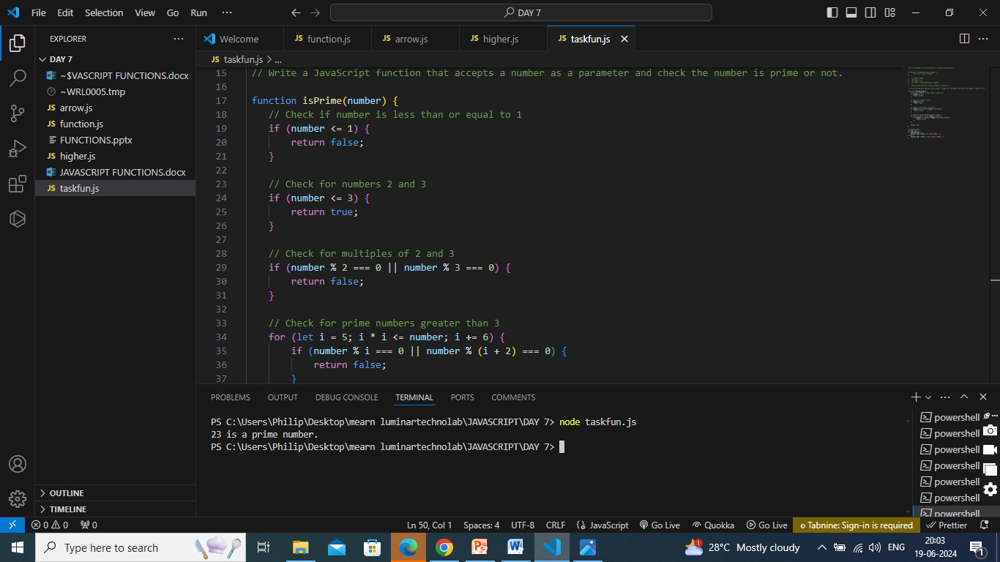 File Edit Selection View Go Run ··· DAY 7
EXPLORER ···
DAY 7
~$VASCRIPT FUNCTIONS.docx
~WRL0005.tmp
JS arrow.js
JS function.js
FUNCTIONS.pptx
JS higher.js
JAVASCRIPT FUNCTIONS.docx
JS taskfun.js
OUTLINE
TIMELINE
Welcome JS function.js JS arrow.js JS higher.js JS taskfun.js
JS taskfun.js > ...
15 // Write a JavaScript function that accepts a number as a parameter and check the number is prime or not.
16
17 function isPrime(number) {
18 // Check if number is less than or equal to 1
19 if (number <= 1) {
20 return false;
21 }
22
23 // Check for numbers 2 and 3
24 if (number <= 3) {
25 return true;
26 }
27
28 // Check for multiples of 2 and 3
29 if (number % 2 === 0 || number % 3 === 0) {
30 return false;
31 }
32
33 // Check for prime numbers greater than 3
34 for (let i = 5; i * i <= number; i += 6) {
35 if (number % i === 0 || number % (i + 2) === 0) {
36 return false;
37 }
PROBLEMS OUTPUT DEBUG CONSOLE TERMINAL PORTS COMMENTS
PS C:\Users\Philip\Desktop\mearn luminartechnolab\JAVASCRIPT\DAY 7> node taskfun.js
23 is a prime number.
PS C:\Users\Philip\Desktop\mearn luminartechnolab\JAVASCRIPT\DAY 7>
powershell
powershell
powershell
powershell
powershell
powershell
powershell
0 0 0 Ln 50, Col 1 Spaces: 4 UTF-8 CRLF {} JavaScript Go Live Quokka Go Live Tabnine: Sign-in is required Prettier
Type here to search 1 28°C Mostly cloudy ENG 20:03
19-06-2024 1